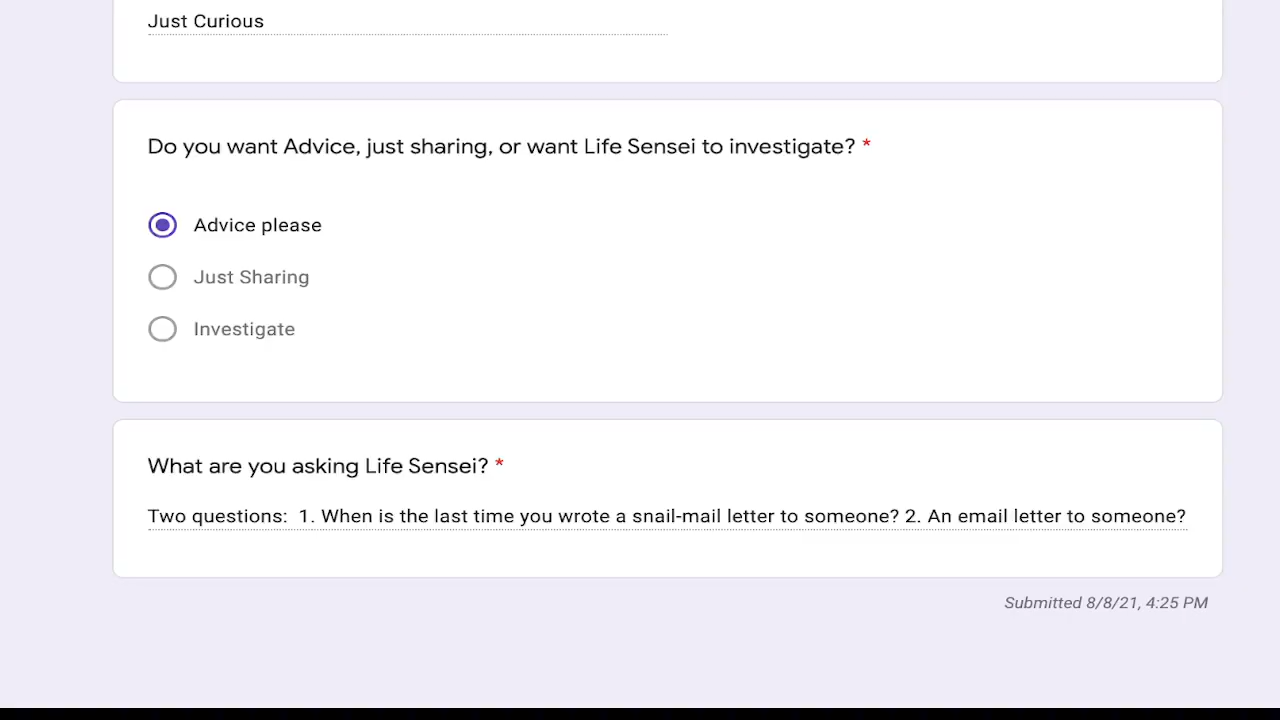 Just Curious
Do you want Advice, just sharing, or want Life Sensei to investigate? *
Advice please
Just Sharing
Investigate
What are you asking Life Sensei? *
Two questions:  1. When is the last time you wrote a snail-mail letter to someone? 2. An email letter to someone?
Submitted 8/8/21, 4:25 PM